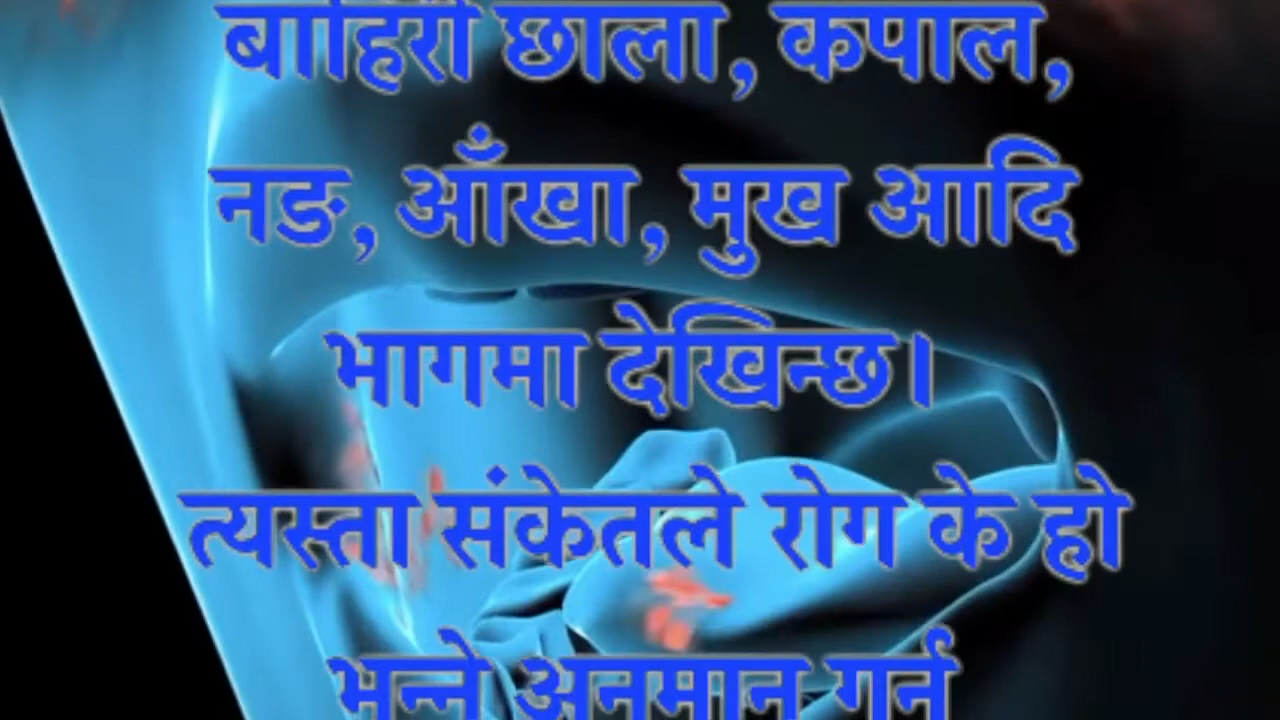 बाहिरी छाला, कपाल,
नङ, आँखा, मुख आदि
भागमा देखिन्छ।
त्यस्ता संकेतले रोग के हो
भन्ने अनुमान गर्न